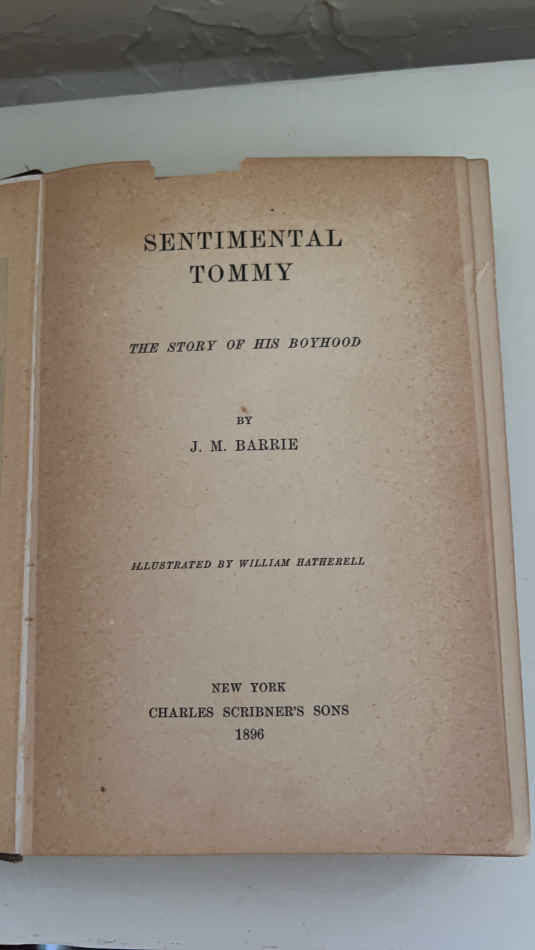 SENTIMENTAL
TOMMY
THE STORY OF HIS BOYHOOD
BY
J. M. BARRIE
ILLUSTRATED BY WILLIAM HATHERELL
NEW YORK
CHARLES SCRIBNER'S SONS
1896